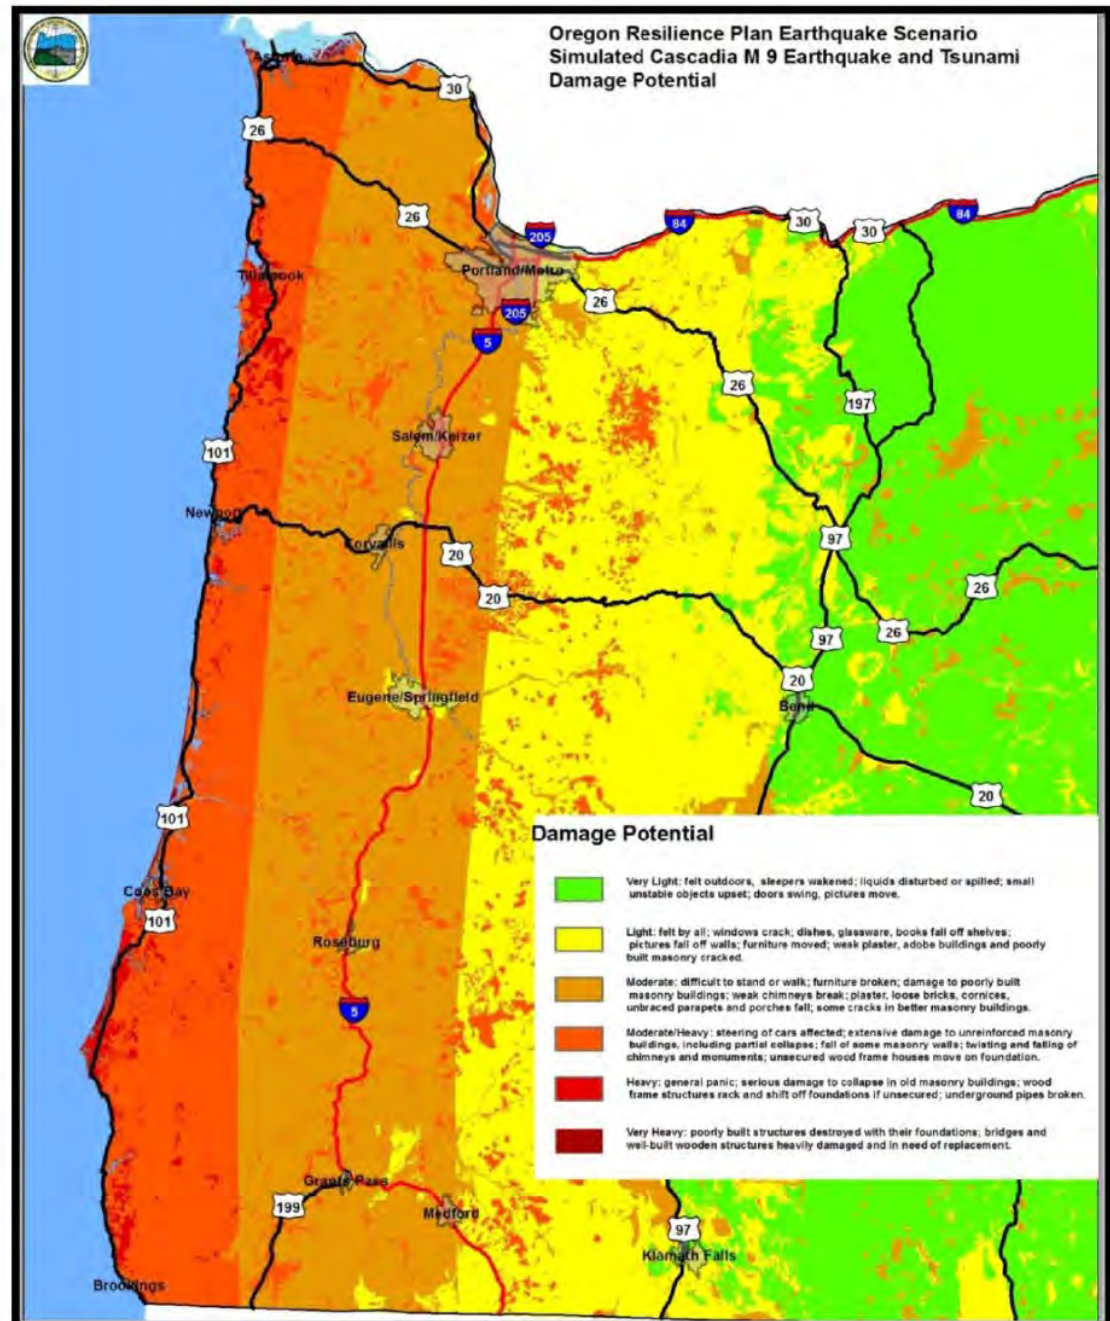 Oregon Resilience Plan Earthquake Scenario
Simulated Cascadia M 9 Earthquake and Tsunami
Damage Potential
Astoria
30
26
26
205
84
30
30
84
Tillamook
Portland/Metro
26
205
5
26
197
Salem/Keizer
101
Newport
Corvallis
20
97
20
26
26
97
Eugene/Springfield
20
Bend
20
101
Coos Bay
101
Roseburg
5
Grants Pass
199
Medford
97
Klamath Falls
Brookings
Damage Potential
Very Light: felt outdoors, sleepers wakened; liquids disturbed or spilled; small
unstable objects upset; doors swing, pictures move.
Light: felt by all; windows crack; dishes, glassware, books fall off shelves;
pictures fall off walls; furniture moved; weak plaster, adobe buildings and poorly
built masonry cracked.
Moderate: difficult to stand or walk; furniture broken; damage to poorly built
masonry buildings; weak chimneys break; plaster, loose bricks, cornices,
unbraced parapets and porches fall; some cracks in better masonry buildings.
Moderate/Heavy: steering of cars affected; extensive damage to unreinforced masonry
buildings, including partial collapse; fall of some masonry walls; twisting and falling of
chimneys and monuments; unsecured wood frame houses move on foundation.
Heavy: general panic; serious damage to collapse in old masonry buildings; wood
frame structures rack and shift off foundations if unsecured; underground pipes broken.
Very Heavy: poorly built structures destroyed with their foundations; bridges and
well-built wooden structures heavily damaged and in need of replacement.